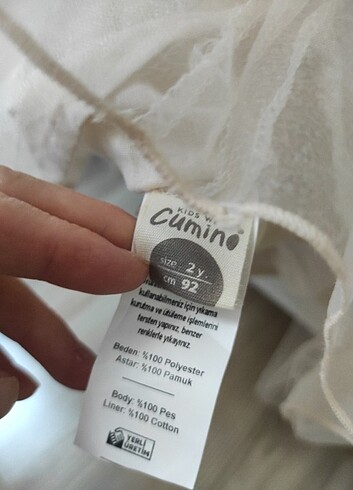 KIDS WE
cumino
size: 2 y.
cm 92
kullanabilmeniz için yıkama
kurutma ve ütüleme işlemlerini
tersten yapınız, benzer
renklerle yıkayınız.
Beden: %100 Polyester
Astar: %100 Pamuk
Body: %100 Pes
Liner: %100 Cotton
YERLİ
ÜRETİM